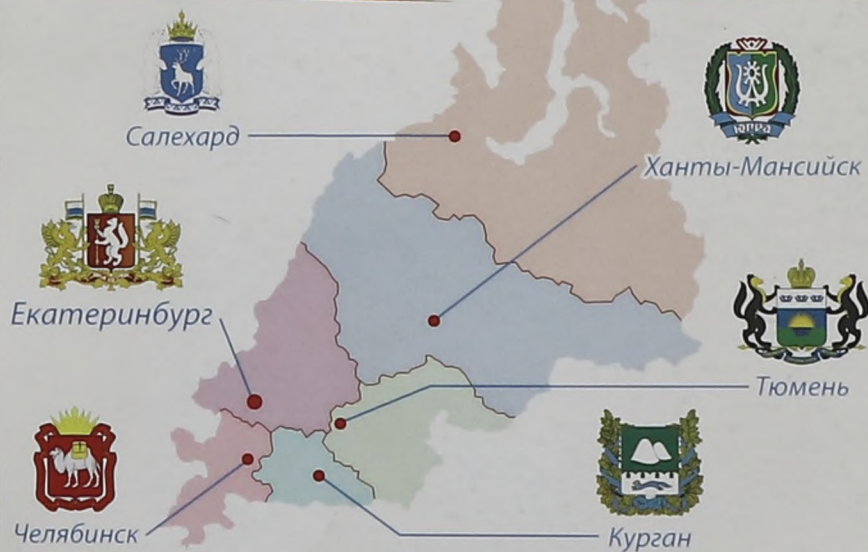 Салехард
ЮГРА
Ханты-Мансийск
Екатеринбург
Тюмень
Челябинск
Курган